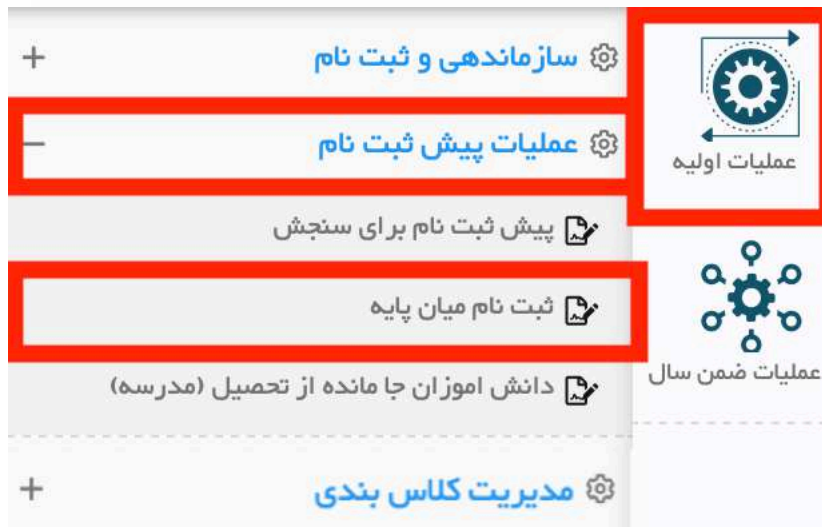 عملیات اولیه
عملیات ضمن سال
سازماندهی و ثبت نام
+
عملیات پیش ثبت نام
−
پیش ثبت نام برای سنجش
ثبت نام میان پایه
دانش اموزان جا مانده از تحصیل (مدرسه)
مدیریت کلاس بندی
+